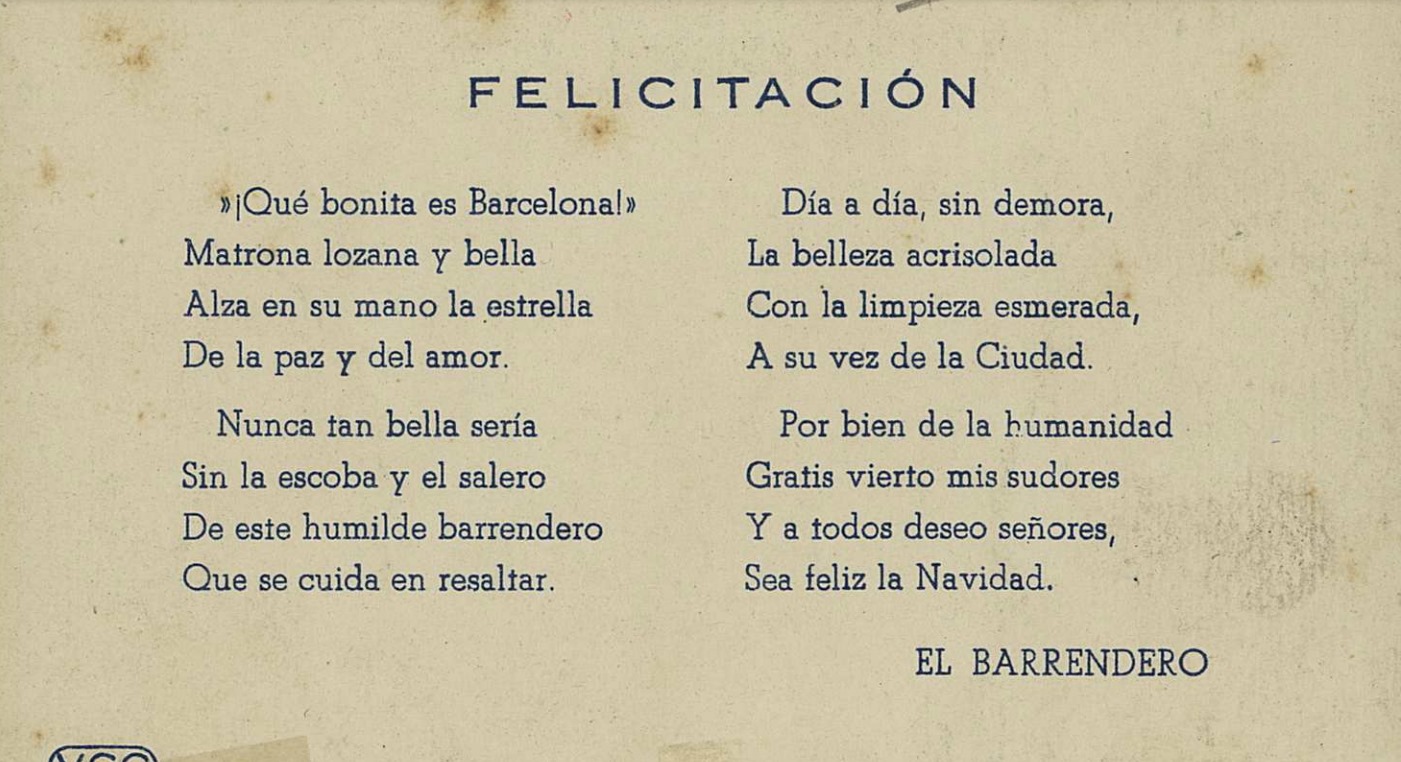 FELICITACIÓN
»¡Qué bonita es Barcelona!»
Matrona lozana y bella
Alza en su mano la estrella
De la paz y del amor.
Nunca tan bella sería
Sin la escoba y el salero
De este humilde barrendero
Que se cuida en resaltar.
Día a día, sin demora,
La belleza acrisolada
Con la limpieza esmerada,
A su vez de la Ciudad.
Por bien de la humanidad
Gratis vierto mis sudores
Y a todos deseo señores,
Sea feliz la Navidad.
EL BARRENDERO